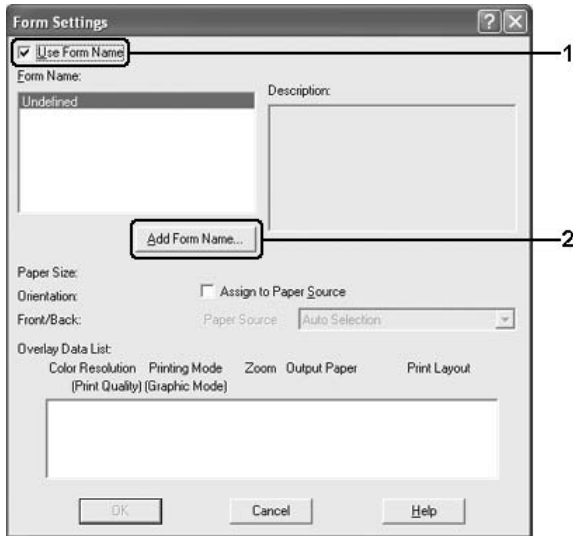 Form Settings
Use Form Name
1
Form Name:
Description:
Undefined
Add Form Name...
2
Paper Size:
Orientation:
Assign to Paper Source
Front/Back:
Paper Source
Auto Selection
Overlay Data List:
Color Resolution Printing Mode Zoom Output Paper Print Layout
(Print Quality) (Graphic Mode)
OK
Cancel
Help